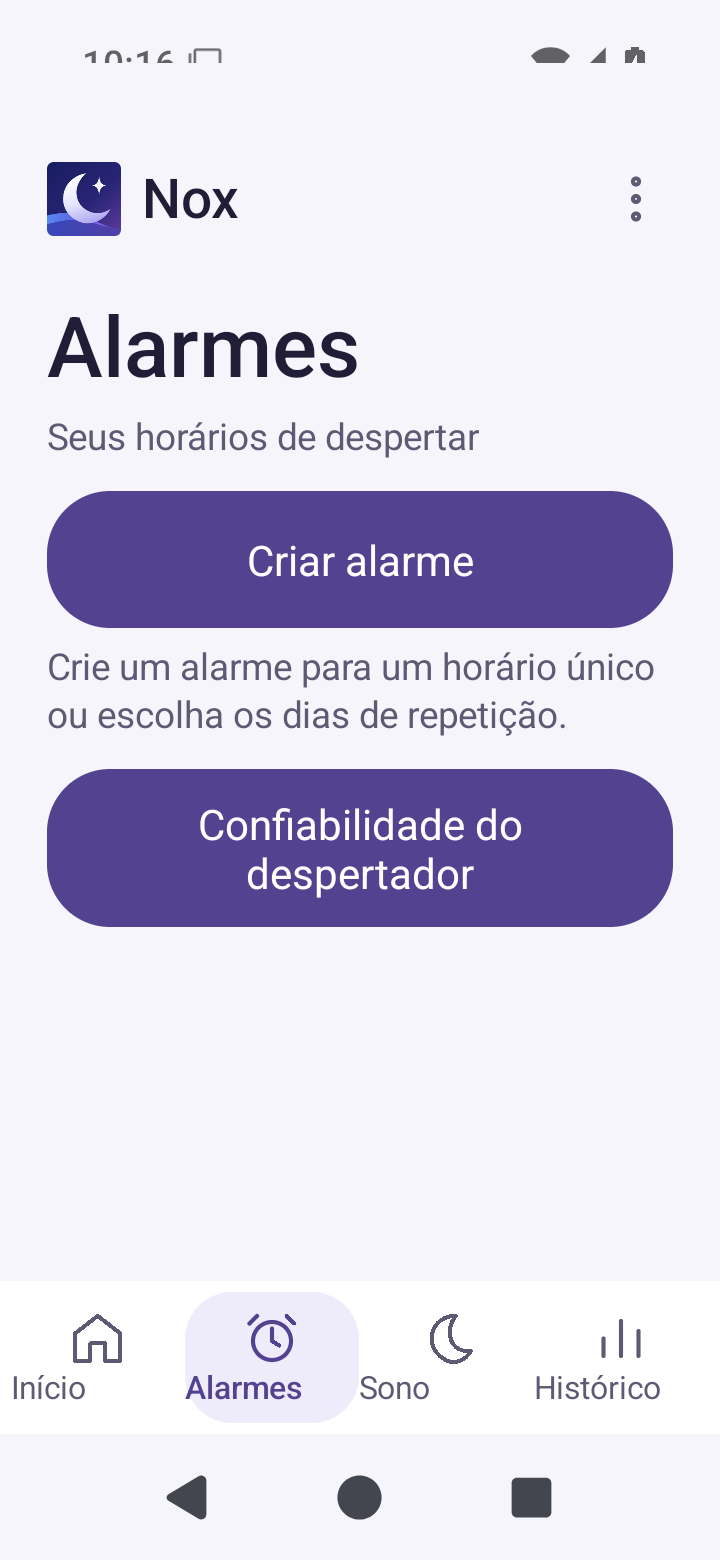 Nox
Alarmes
Seus horários de despertar
Criar alarme
Crie um alarme para um horário único
ou escolha os dias de repetição.
Confiabilidade do
despertador
Início
Alarmes
Sono
Histórico